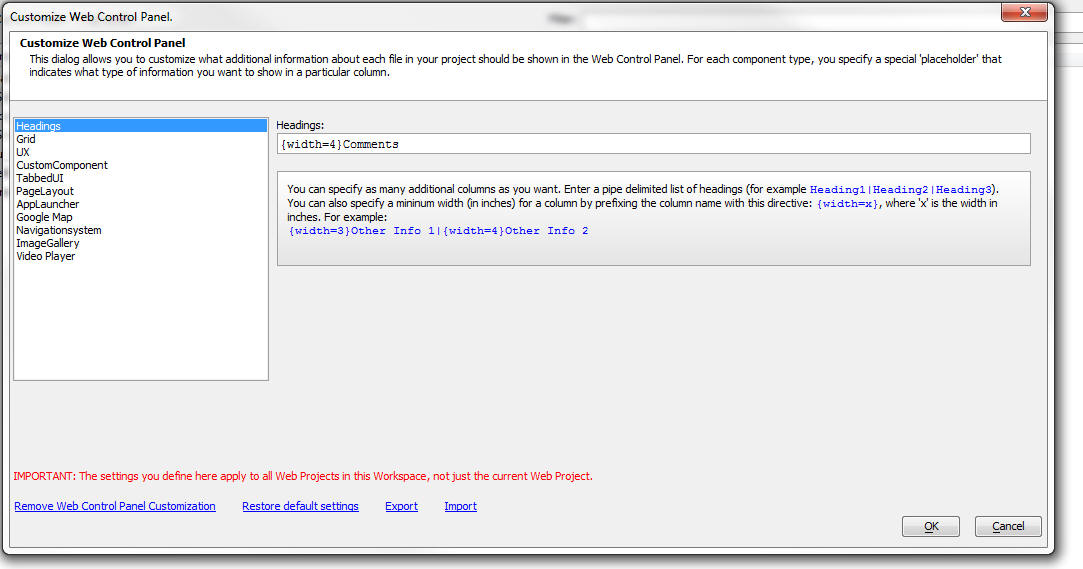 Customize Web Control Panel.
Customize Web Control Panel
This dialog allows you to customize what additional information about each file in your project should be shown in the Web Control Panel. For each component type, you specify a special 'placeholder' that
indicates what type of information you want to show in a particular column.
Headings
Grid
UX
CustomComponent
TabbedUI
PageLayout
AppLauncher
Google Map
Navigationsystem
ImageGallery
Video Player
Headings:
{width=4}Comments
You can specify as many additional columns as you want. Enter a pipe delimited list of headings (for example Heading1|Heading2|Heading3).
You can also specify a mininum width (in inches) for a column by prefixing the column name with this directive: {width=x}, where 'x' is the width in
inches. For example:
{width=3}Other Info 1|{width=4}Other Info 2
IMPORTANT: The settings you define here apply to all Web Projects in this Workspace, not just the current Web Project.
Remove Web Control Panel Customization Restore default settings Export Import
OK Cancel